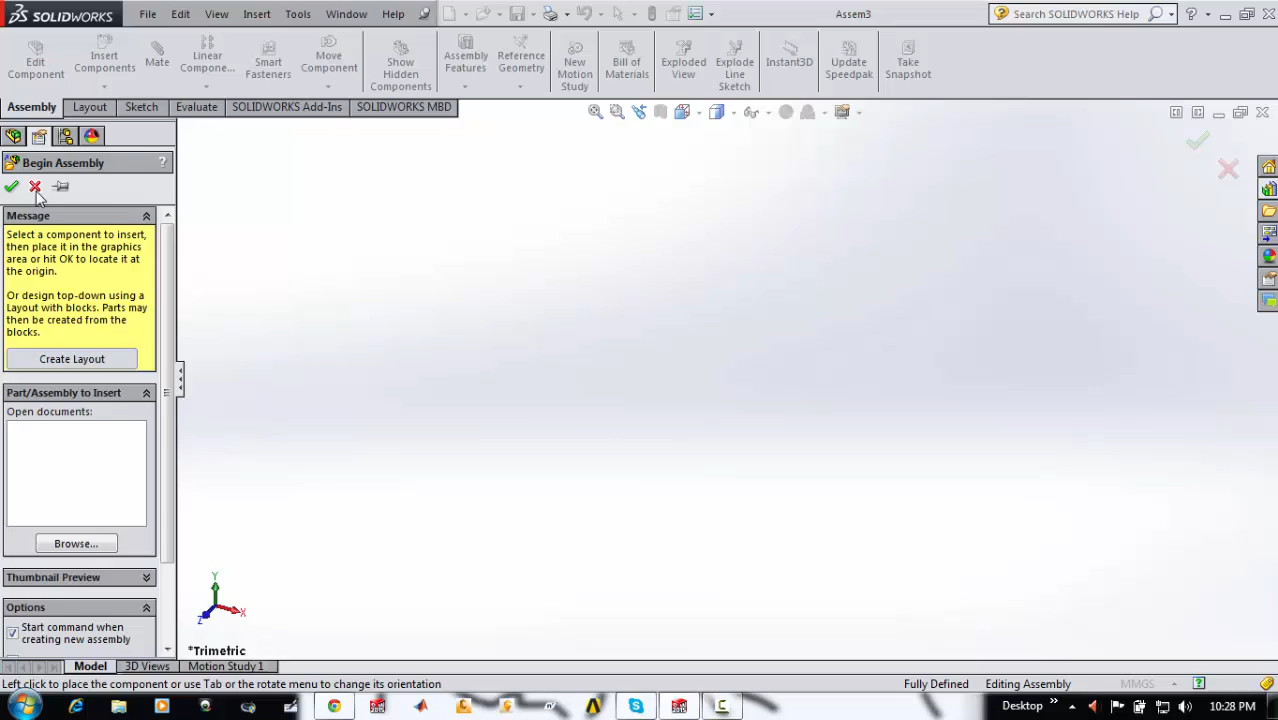 SOLIDWORKS File Edit View Insert Tools Window Help Assem3 Search SOLIDWORKS Help
Edit Component
Insert Components
Mate
Linear Compone...
Smart Fasteners
Move Component
Show Hidden Components
Assembly Features
Reference Geometry
New Motion Study
Bill of Materials
Exploded View
Explode Line Sketch
Instant3D
Update Speedpak
Take Snapshot
Assembly Layout Sketch Evaluate SOLIDWORKS Add-Ins SOLIDWORKS MBD
Begin Assembly ?
Message
Select a component to insert,
then place it in the graphics
area or hit OK to locate it at
the origin.
Or design top-down using a
Layout with blocks. Parts may
then be created from the
blocks.
Create Layout
Part/Assembly to Insert
Open documents:
Browse...
Thumbnail Preview
Options
Start command when
creating new assembly
Y
X
Z
*Trimetric
Model 3D Views Motion Study 1
Left click to place the component or use Tab or the rotate menu to change its orientation Fully Defined Editing Assembly MMGS
Desktop 10:28 PM